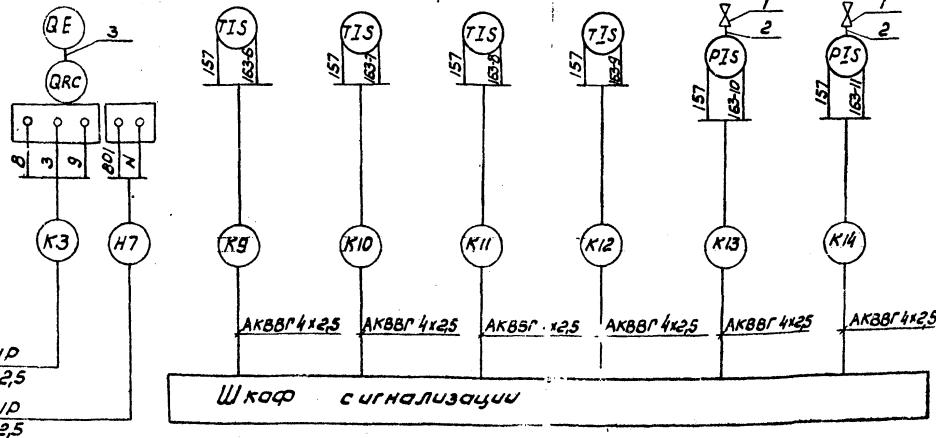 QE
3
QRC
8 3 9 801 N
K3 H7
TIS
157 163-6
K9
TIS
157 163-7
K10
TIS
157 163-8
K11
TIS
157 163-9
K12
1
2
PIS
157 163-10
K13
1
2
PIS
157 163-11
K14
АКВВГ 4х2,5 АКВВГ 4х2,5 АКВВГ х2,5 АКВВГ 4х2,5 АКВВГ 4х2,5 АКВВГ 4х2,5
2,5
2,5
Шкаф сигнализации